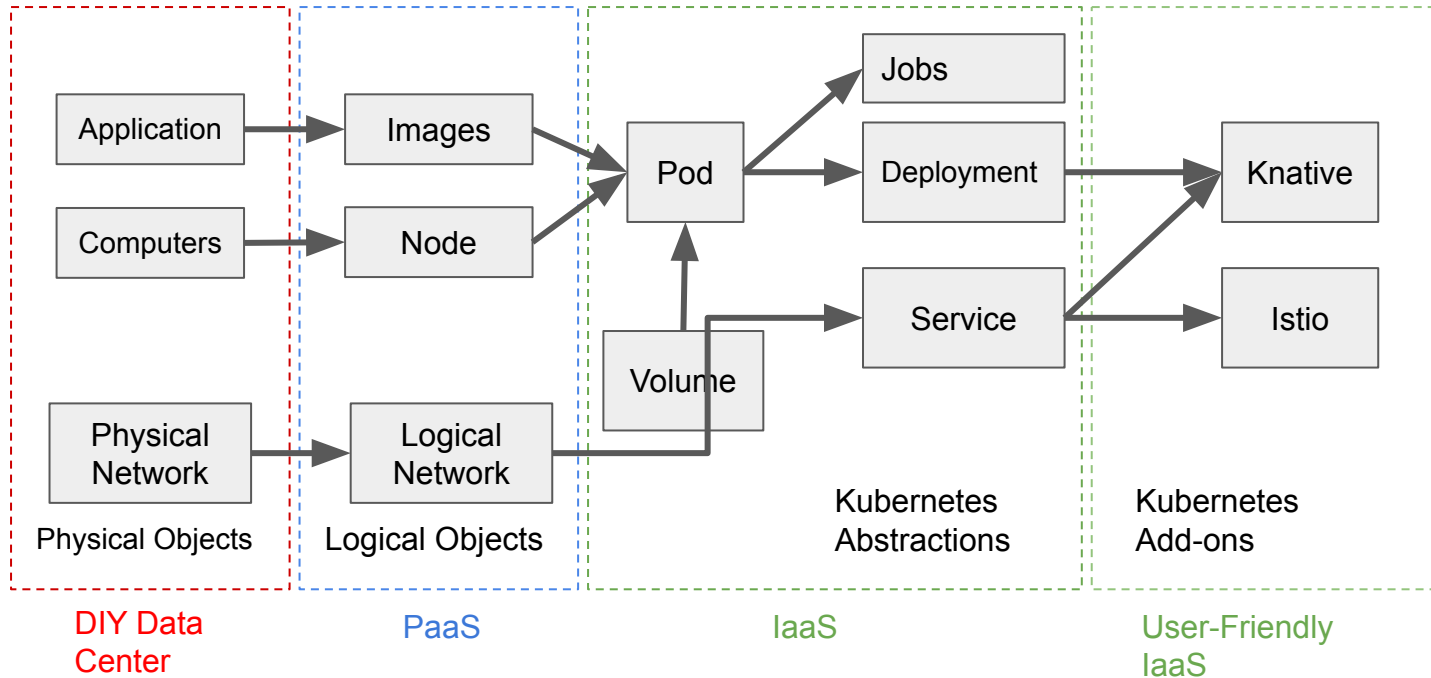 Application
Computers
Physical
Network
Physical Objects
Images
Node
Logical
Network
Logical Objects
Pod
Volume
Jobs
Deployment
Service
Kubernetes
Abstractions
Knative
Istio
Kubernetes
Add-ons
DIY Data
Center
PaaS
IaaS
User-Friendly
IaaS